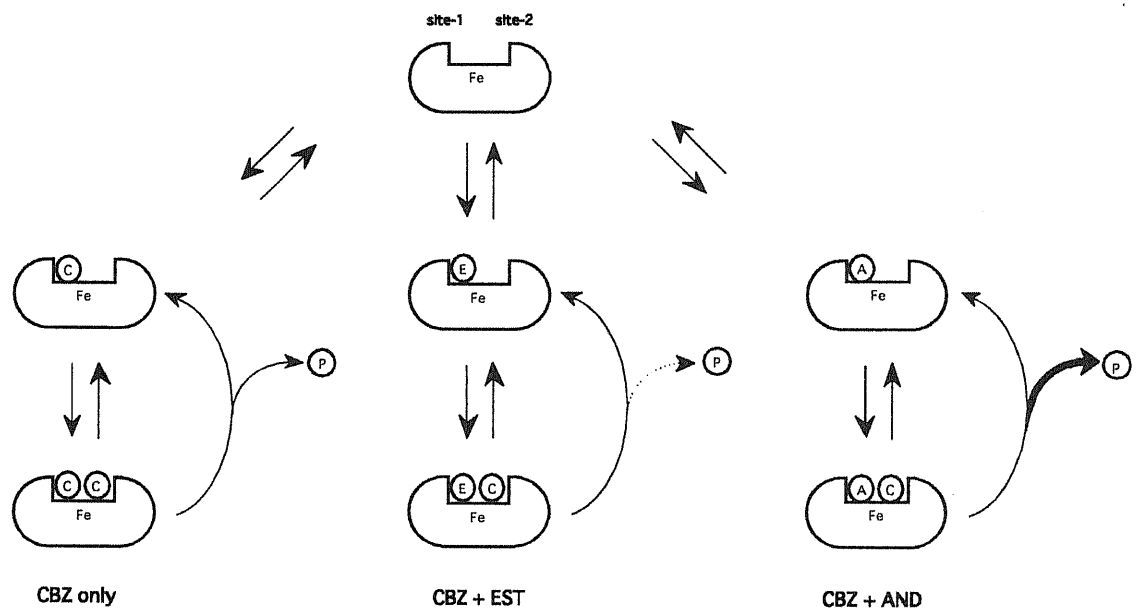 site-1 site-2
Fe
C E A
Fe Fe Fe
P P P
C C E C A C
Fe Fe Fe
CBZ only CBZ + EST CBZ + AND